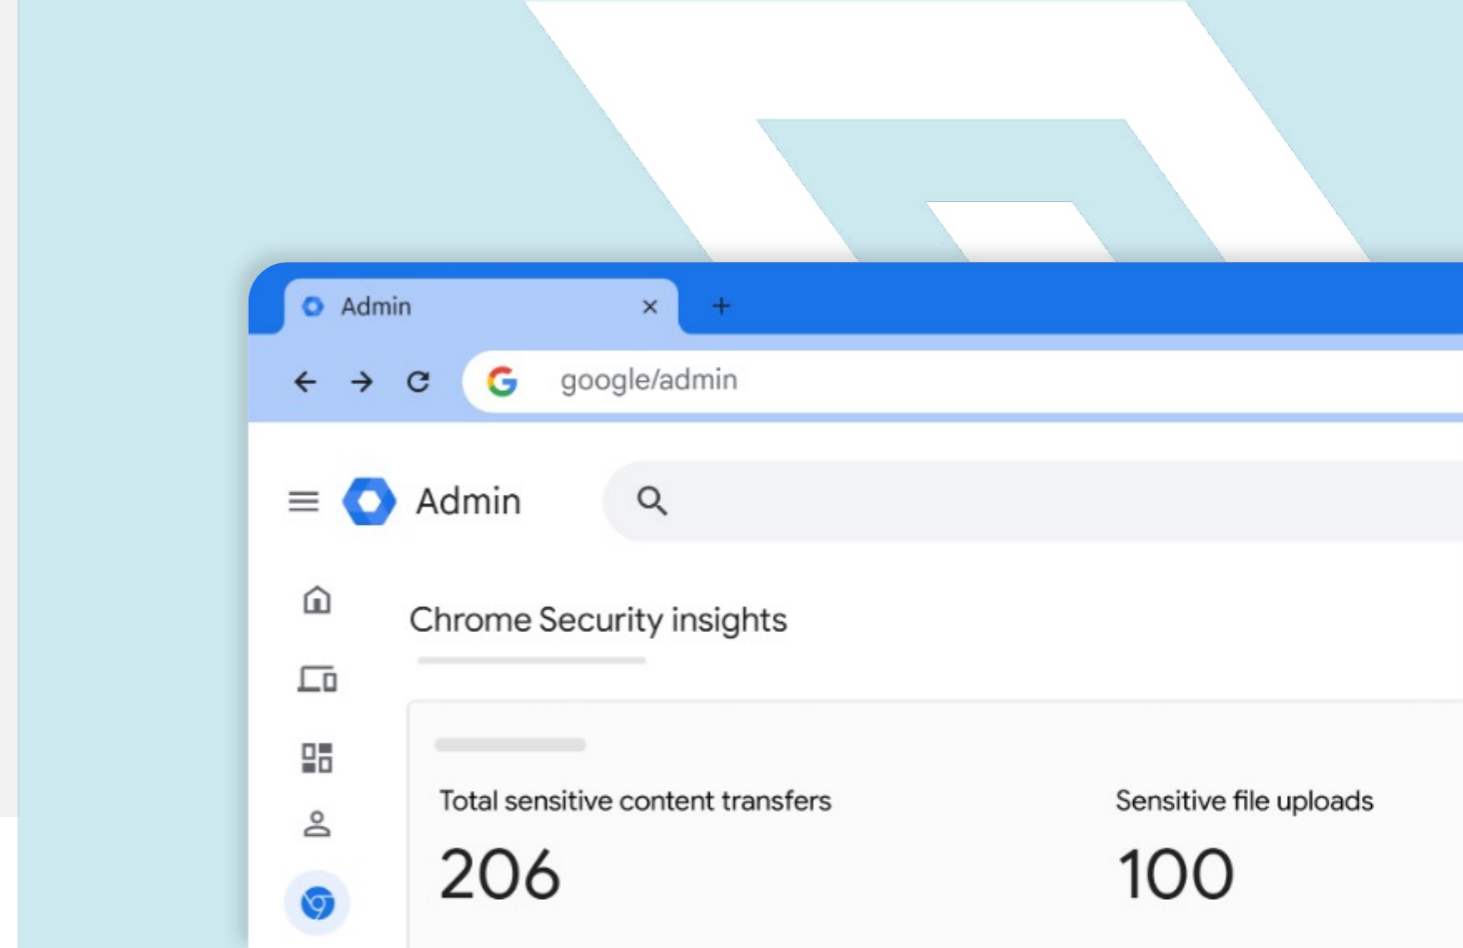 Admin
google/admin
Admin
Chrome Security insights
Total sensitive content transfers
Sensitive file uploads
206
100